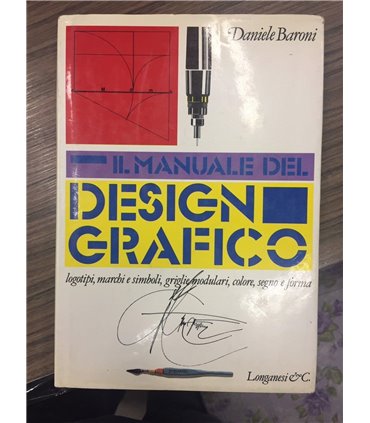 Daniele Baroni
IL MANUALE DEL
DESIGN
GRAFICO
logotipi, marchi e simboli, griglie modulari, colore, segno e forma
Longanesi & C.